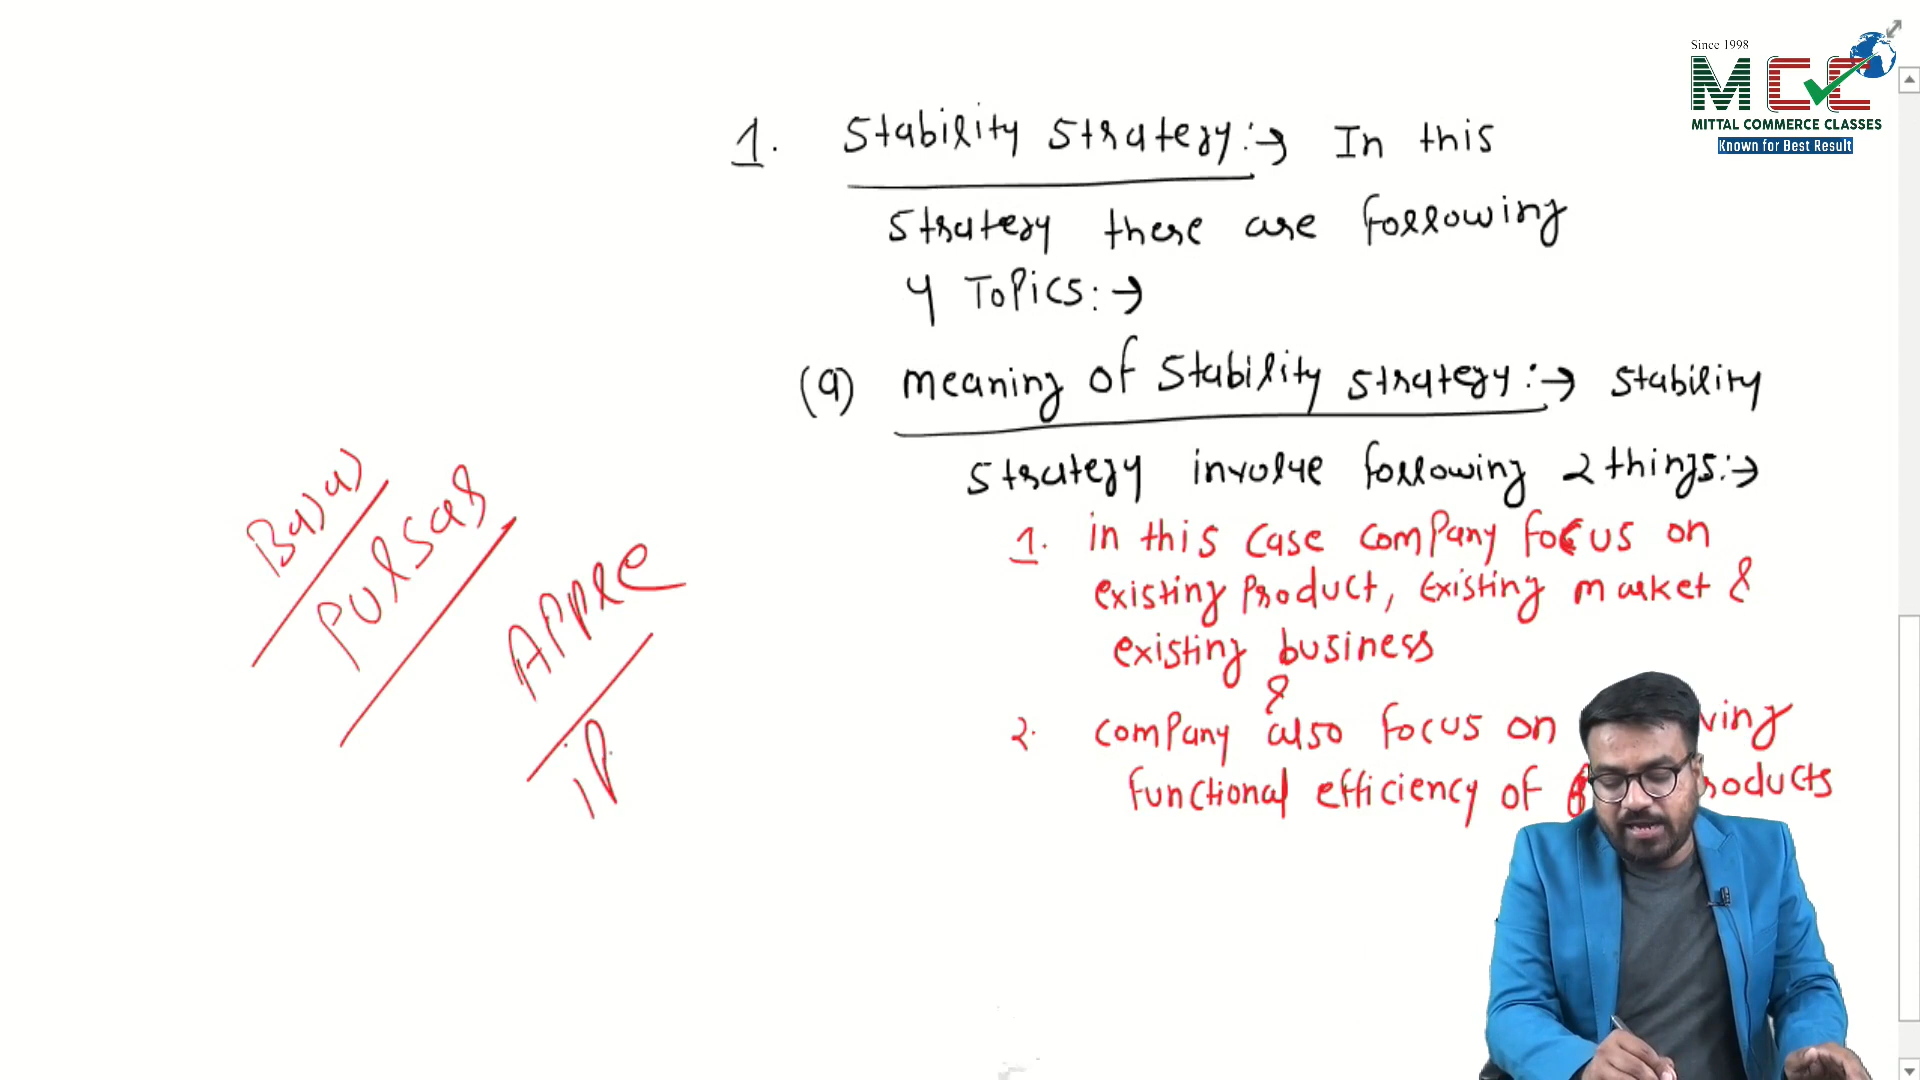 Since 1998
MCC
MITTAL COMMERCE CLASSES
Known for Best Result
1. Stability Strategy:→ In this
Strategy there are following
4 Topics:→
(a) meaning of Stability Strategy:→ Stability
Strategy involve following 2 things:→
1. in this case company focus on
existing Product, Existing market &
existing business
&
2. company also focus on
functional efficiency of
Bajaj
Pulsar
Apple
iP